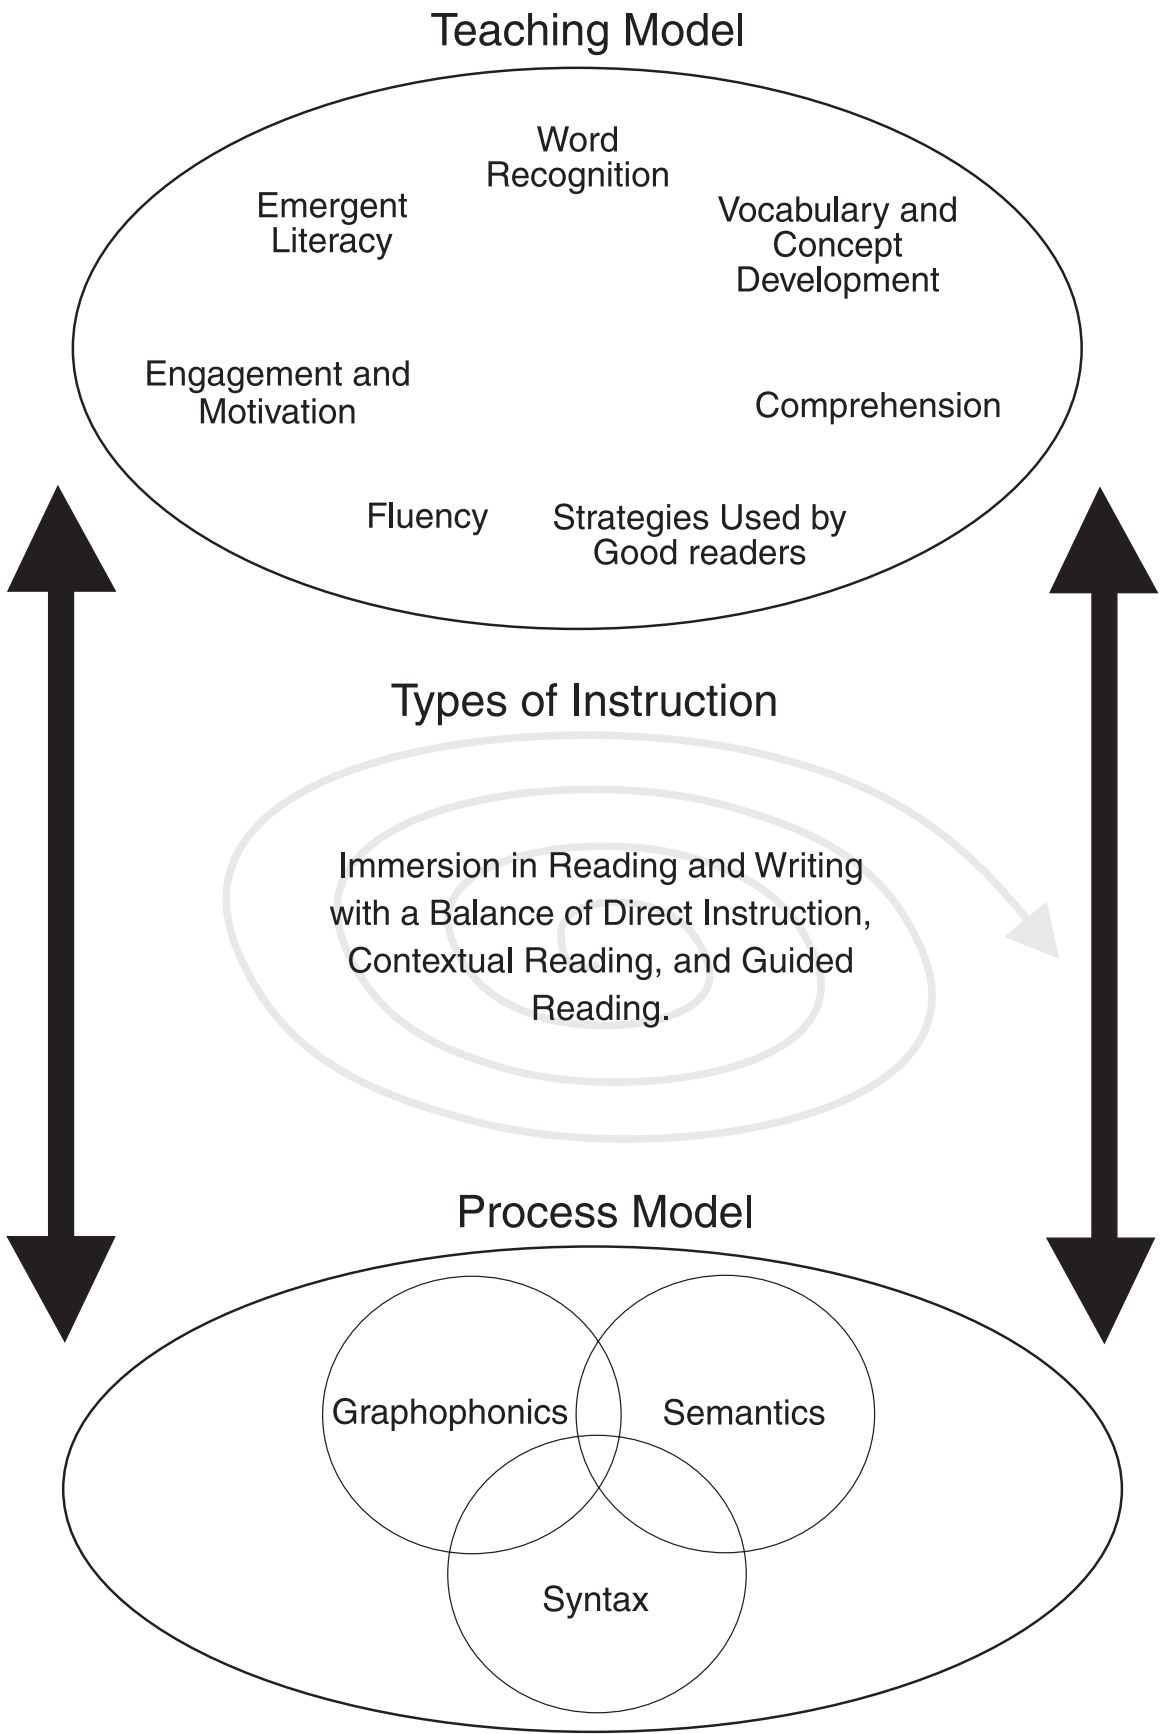 Teaching Model
Word
Recognition
Emergent
Literacy
Vocabulary and
Concept
Development
Engagement and
Motivation
Comprehension
Fluency
Strategies Used by
Good readers
Types of Instruction
Immersion in Reading and Writing
with a Balance of Direct Instruction,
Contextual Reading, and Guided
Reading.
Process Model
Graphophonics
Semantics
Syntax